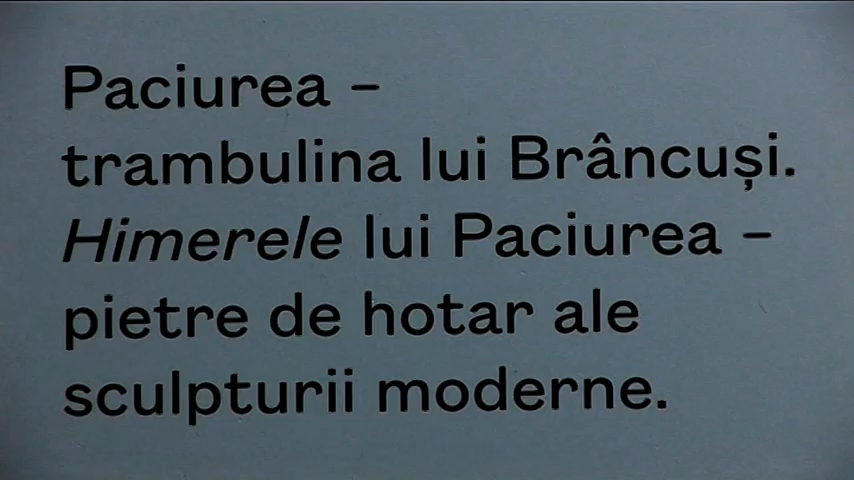 Paciurea –
trambulina lui Brâncuși.
Himerele lui Paciurea –
pietre de hotar ale
sculpturii moderne.